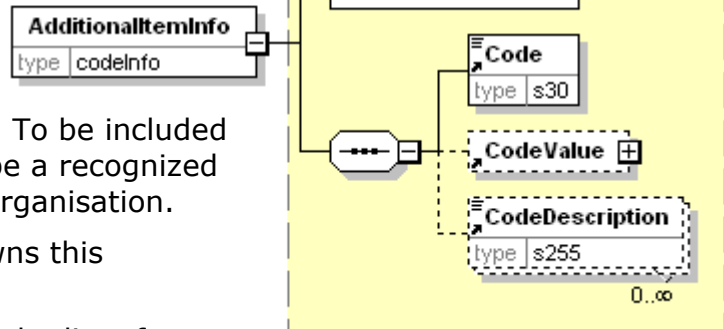 AdditionalItemInfo
type codeInfo
To be included
be a recognized
rganisation.
wns this
Code
type s30
CodeValue
CodeDescription
type s255
0..∞